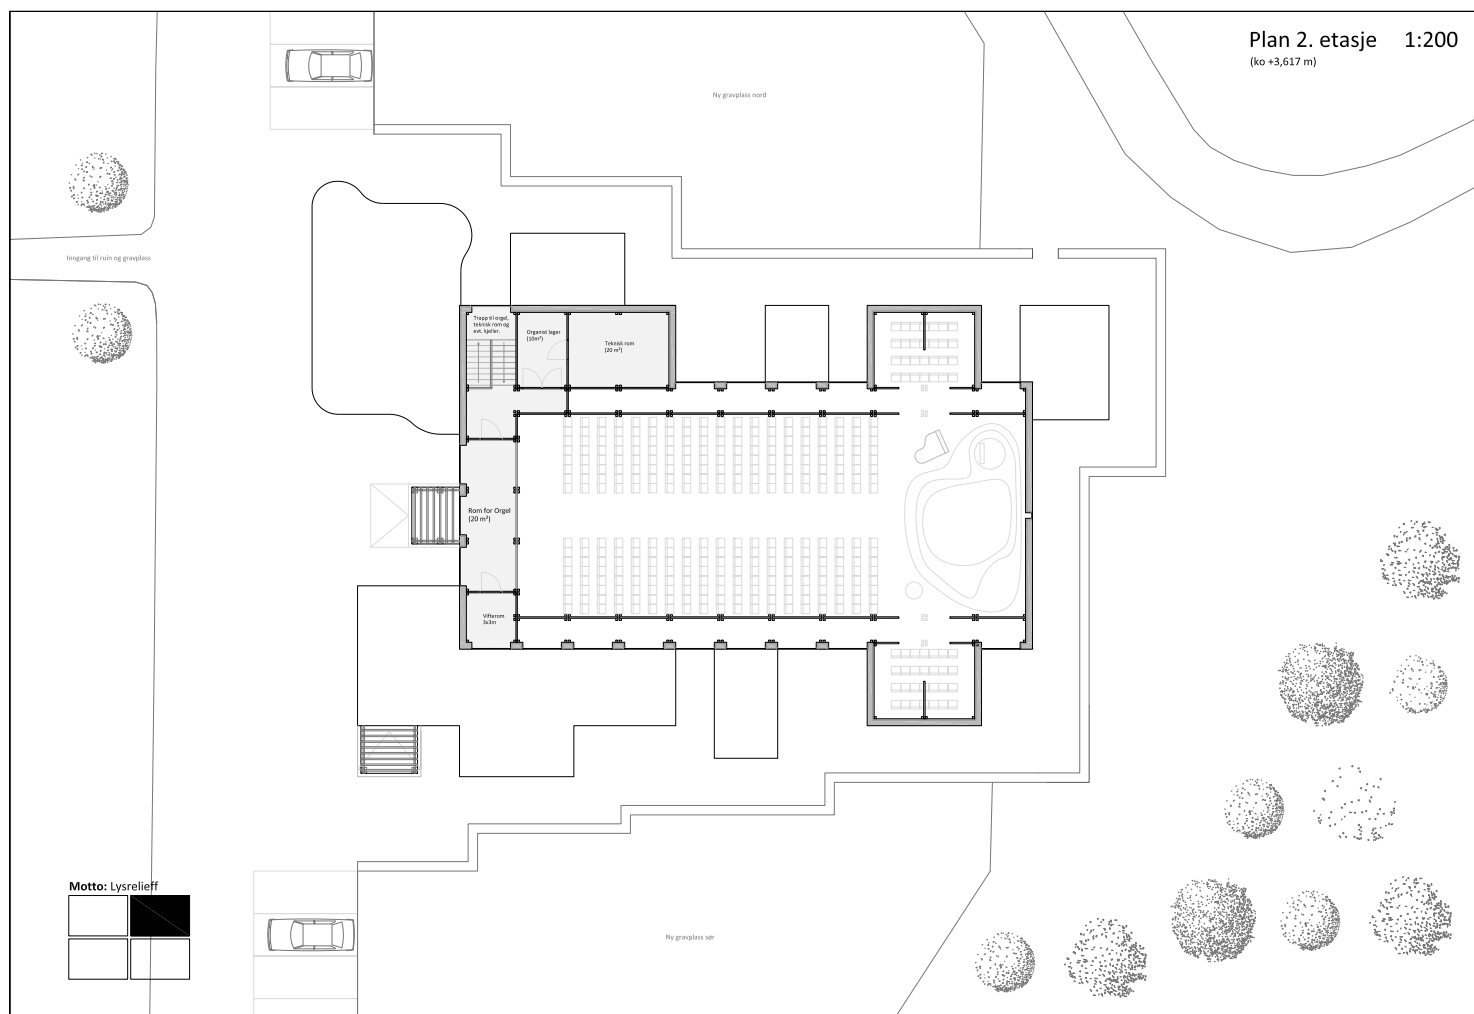 Plan 2. etasje 1:200
(ko +3,617 m)
Ny gravplass nord
Inngang til ruin og gravplass
Trapp til orgel,
teknisk rom og
evt. kjeller.
Organist lager
(10m²)
Teknisk rom
(20 m²)
Rom for Orgel
(20 m²)
Vifterom
3x3m
Motto: Lysrelieff
Ny gravplass sør